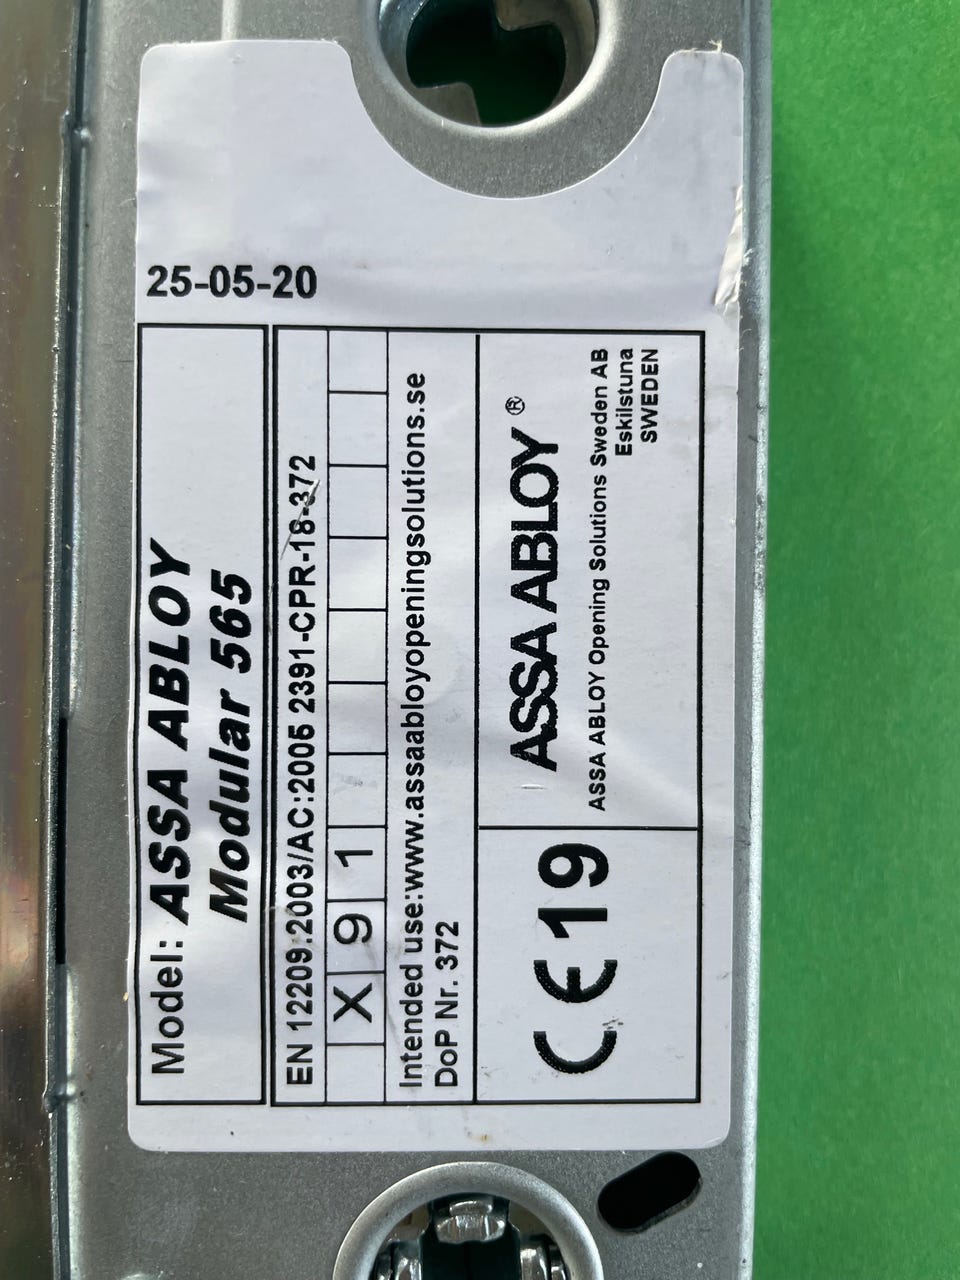 25-05-20
Model: ASSA ABLOY
Modular 565
EN 12209:2003/AC:2005 2391-CPR-18-372
X 9 1
Intended use:www.assaabloyopeningsolutions.se
DoP Nr. 372
CE 19
ASSA ABLOY®
ASSA ABLOY Opening Solutions Sweden AB
Eskilstuna
SWEDEN